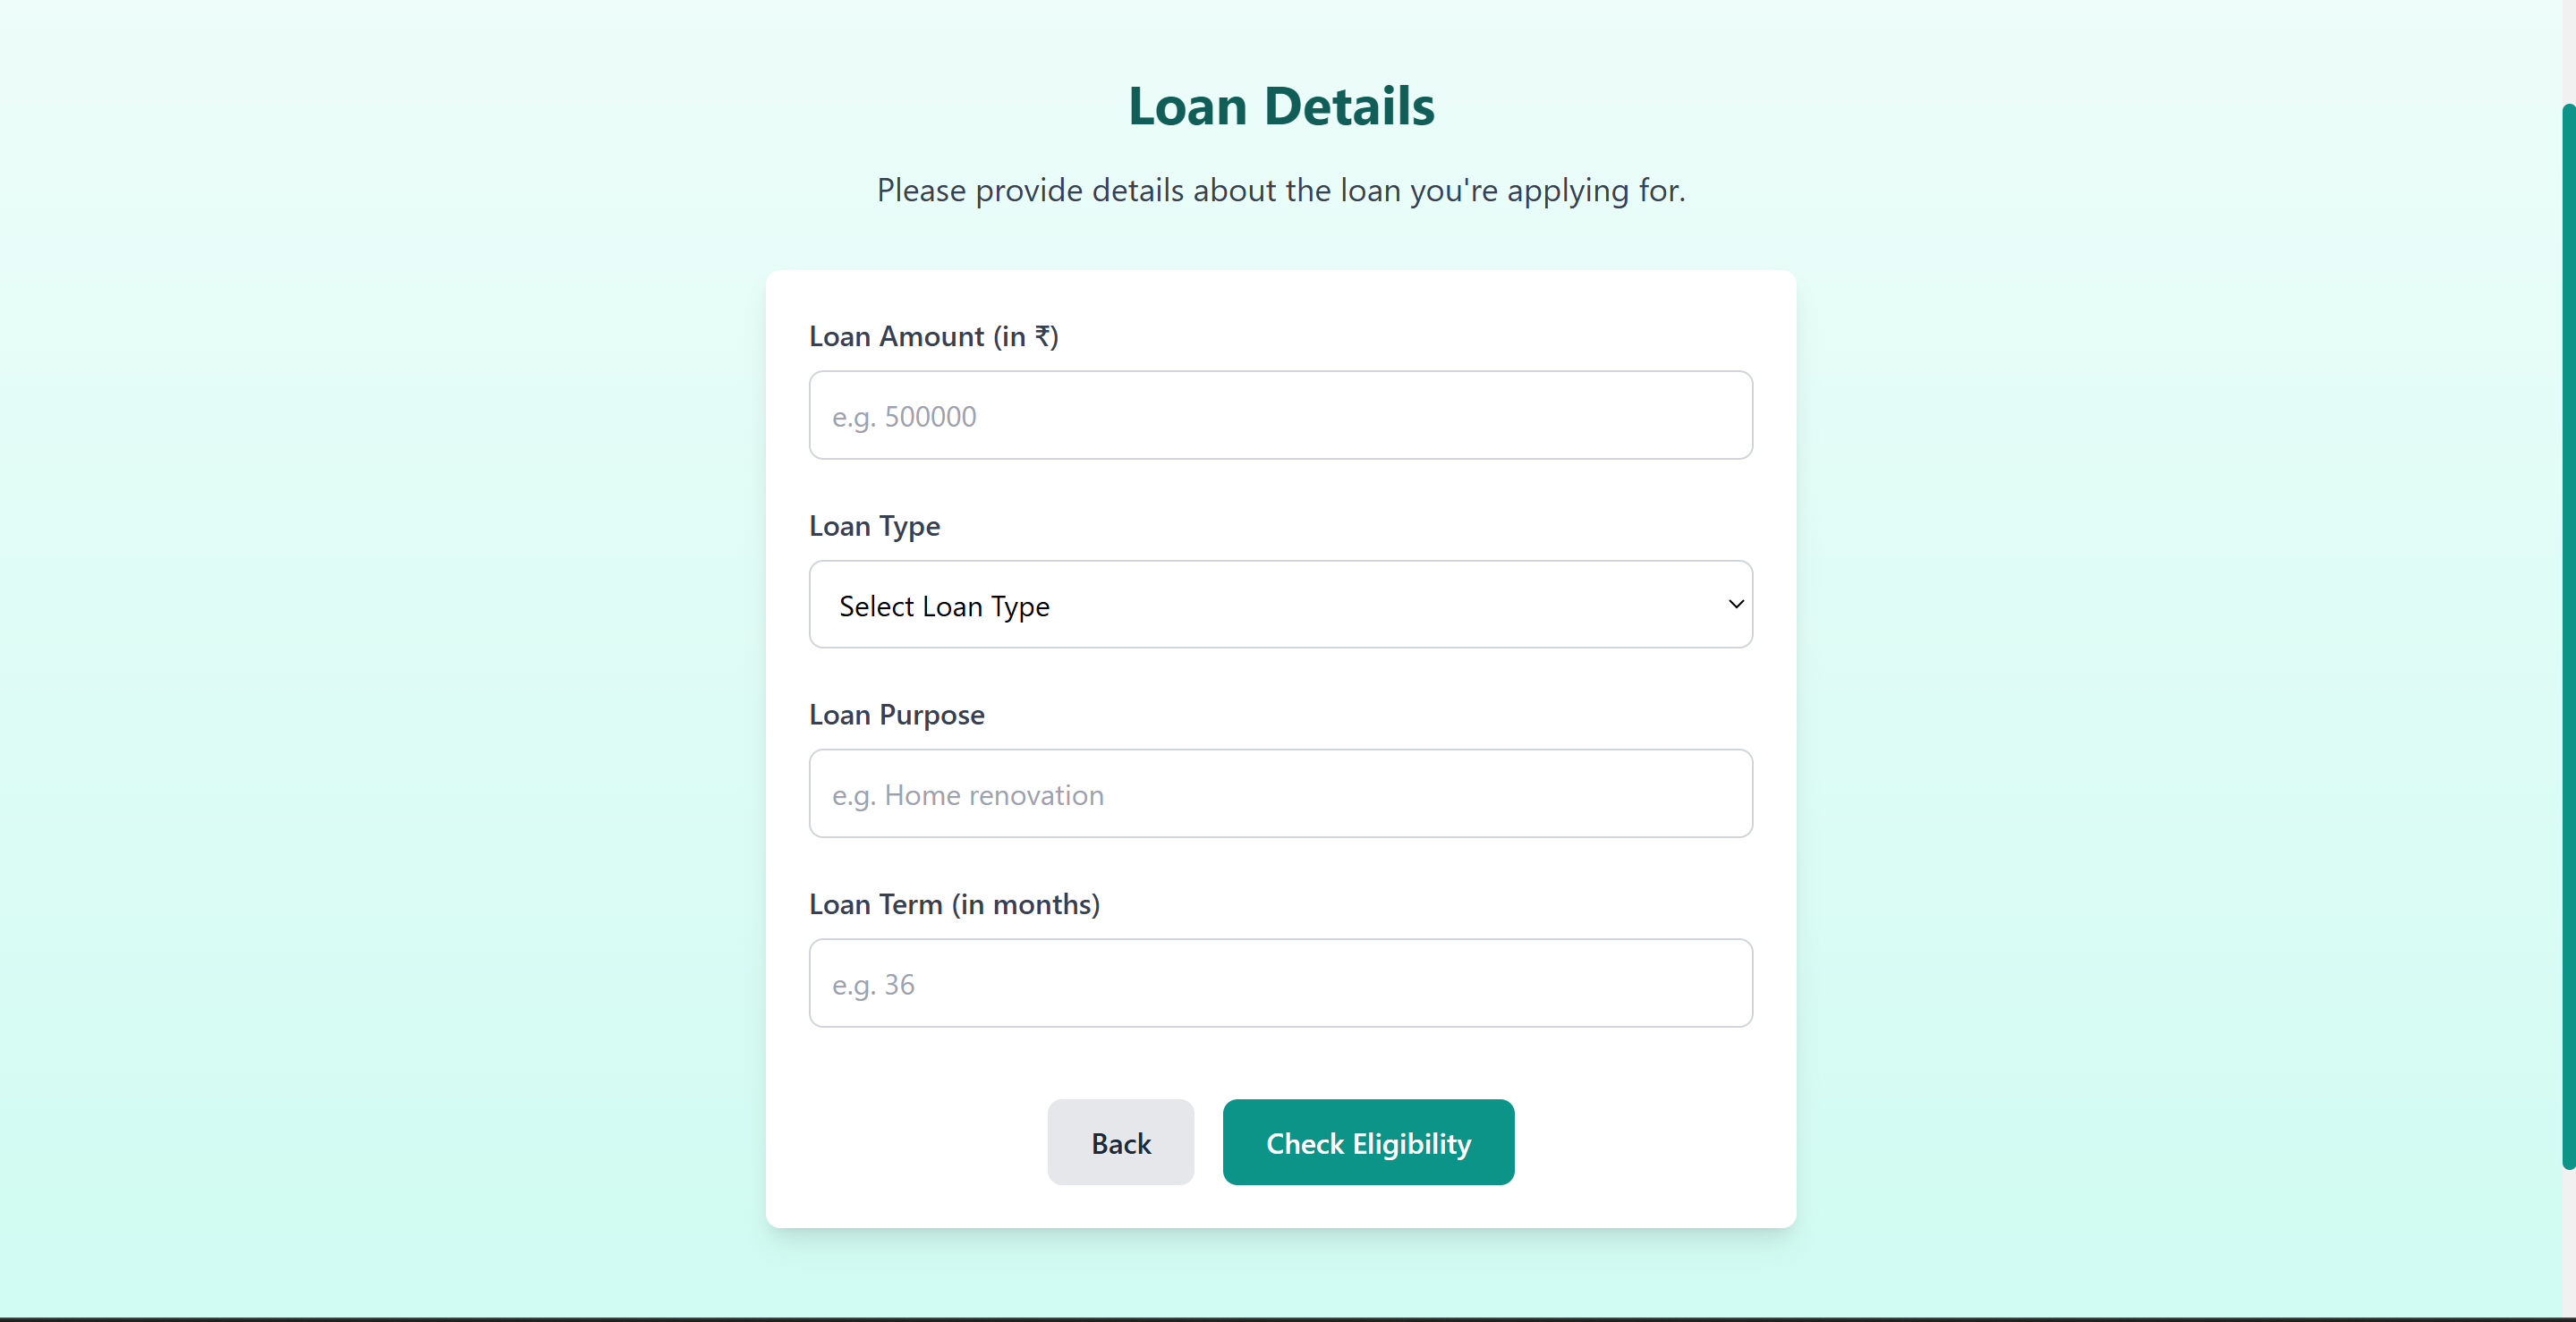 Loan Details
Please provide details about the loan you're applying for.
Loan Amount (in ₹)
e.g. 500000
Loan Type
Select Loan Type
Loan Purpose
e.g. Home renovation
Loan Term (in months)
e.g. 36
Back
Check Eligibility